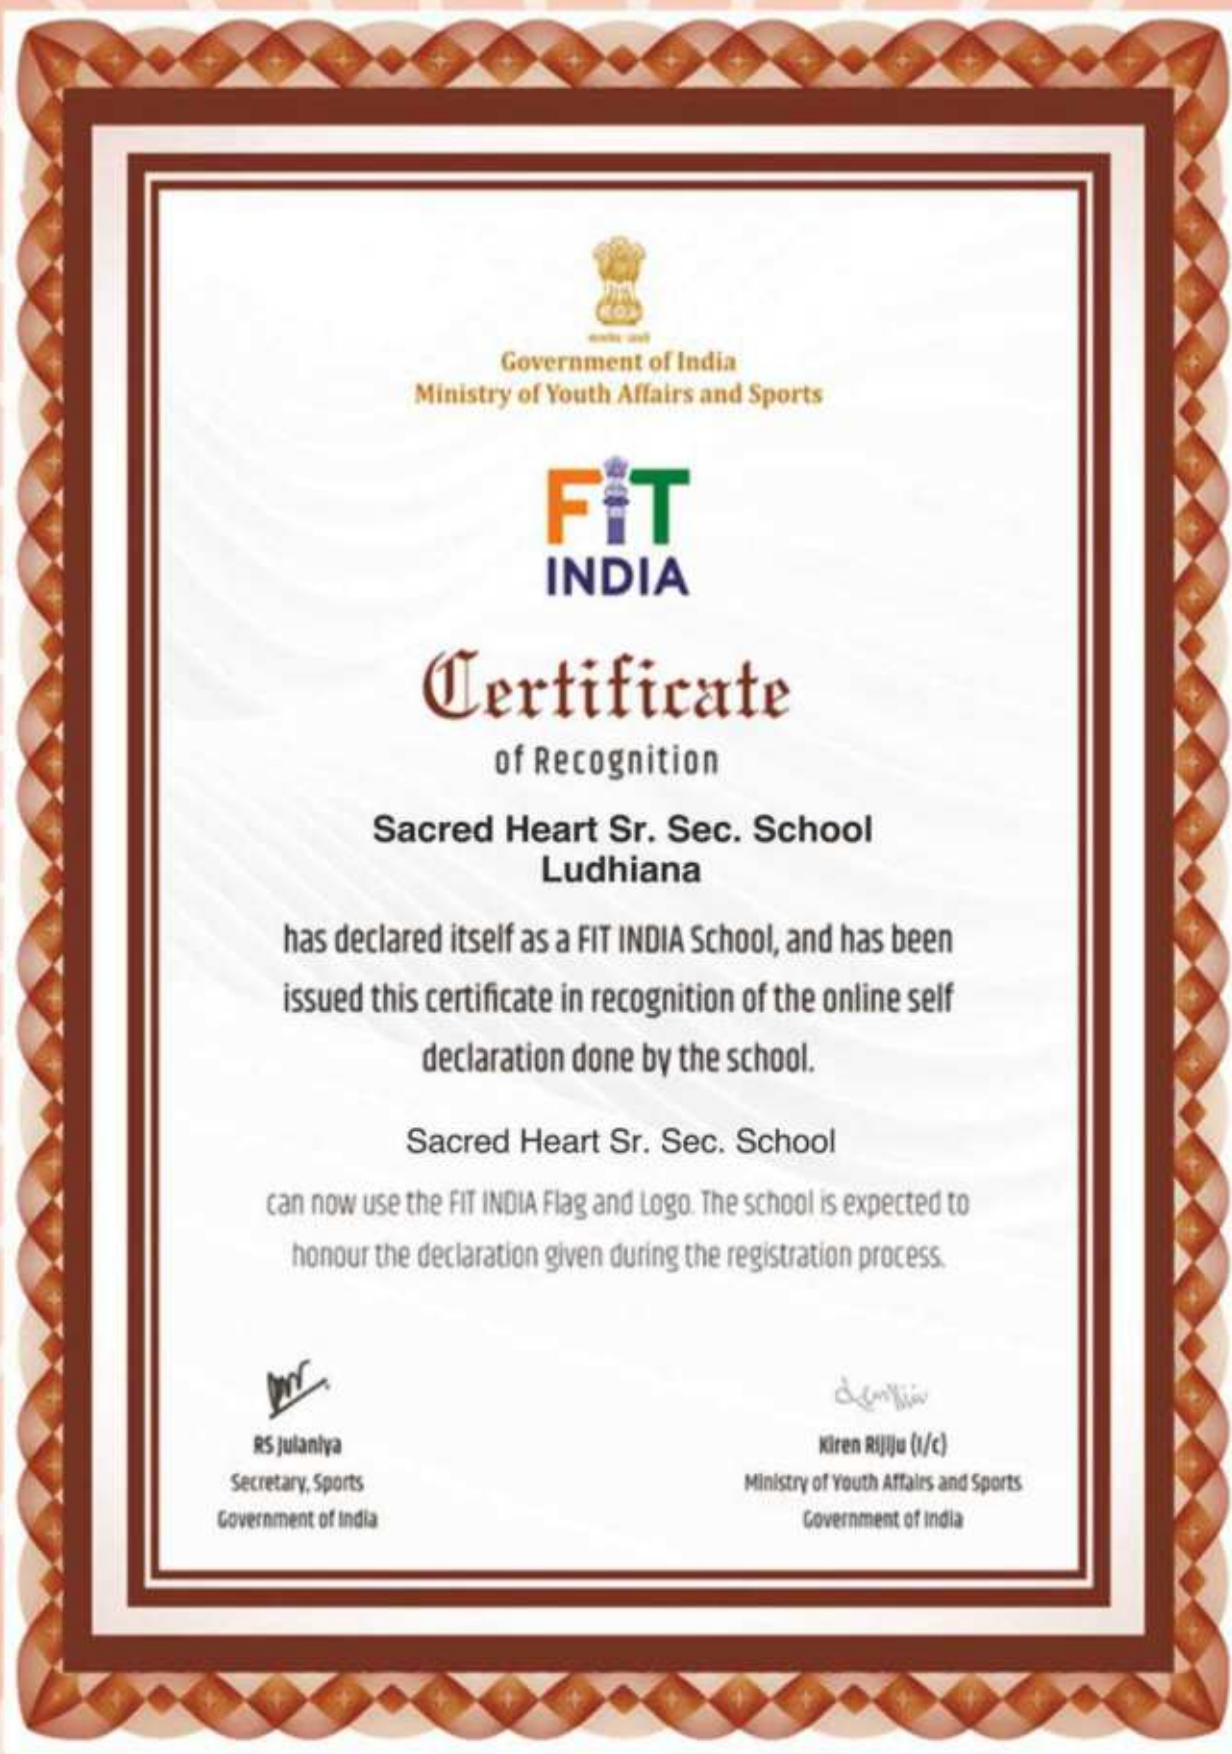 Government of India
Ministry of Youth Affairs and Sports
FiT
INDIA
Certificate
of Recognition
Sacred Heart Sr. Sec. School
Ludhiana
has declared itself as a FIT INDIA School, and has been
issued this certificate in recognition of the online self
declaration done by the school.
Sacred Heart Sr. Sec. School
can now use the FIT INDIA Flag and Logo. The school is expected to
honour the declaration given during the registration process.
RS Julaniya
Secretary, Sports
Government of India
Kiren Rijiju (I/c)
Ministry of Youth Affairs and Sports
Government of India